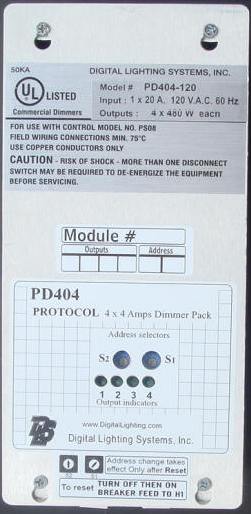 50KA
DIGITAL LIGHTING SYSTEMS, INC.
UL LISTED
Commercial Dimmers
Model # PD404-120
Input : 1 x 20 A. 120 V.A.C. 60 Hz
Outputs : 4 x 480 W each
FOR USE WITH CONTROL MODEL NO. PS08
FIELD WIRING CONNECTIONS MIN. 75°C
USE COPPER CONDUCTORS ONLY
CAUTION - RISK OF SHOCK - MORE THAN ONE DISCONNECT
SWITCH MAY BE REQUIRED TO DE-ENERGIZE THE EQUIPMENT
BEFORE SERVICING.
Module #
Outputs Address
PD404
PROTOCOL 4 x 4 Amps Dimmer Pack
Address selectors
S2 S1
1 2 3 4
Output indicators
www.DigitalLighting.com
Digital Lighting Systems, Inc.
Address change takes
effect Only after Reset
S2 S1
To reset TURN OFF THEN ON
BREAKER FEED TO H1